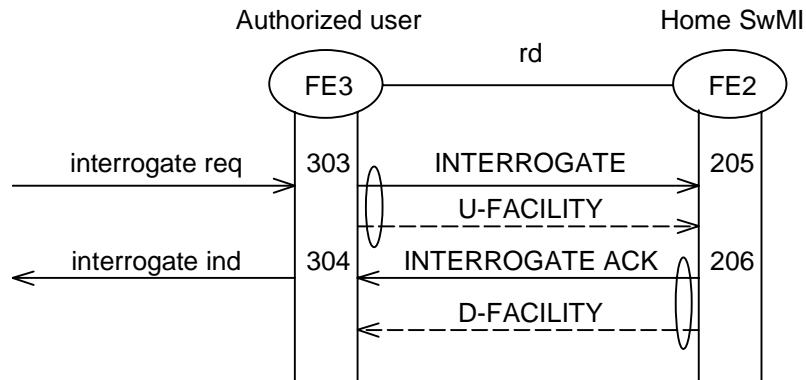 Authorized user Home SwMI
rd
FE3 FE2
interrogate req 303 INTERROGATE 205
U-FACILITY
interrogate ind 304 INTERROGATE ACK 206
D-FACILITY